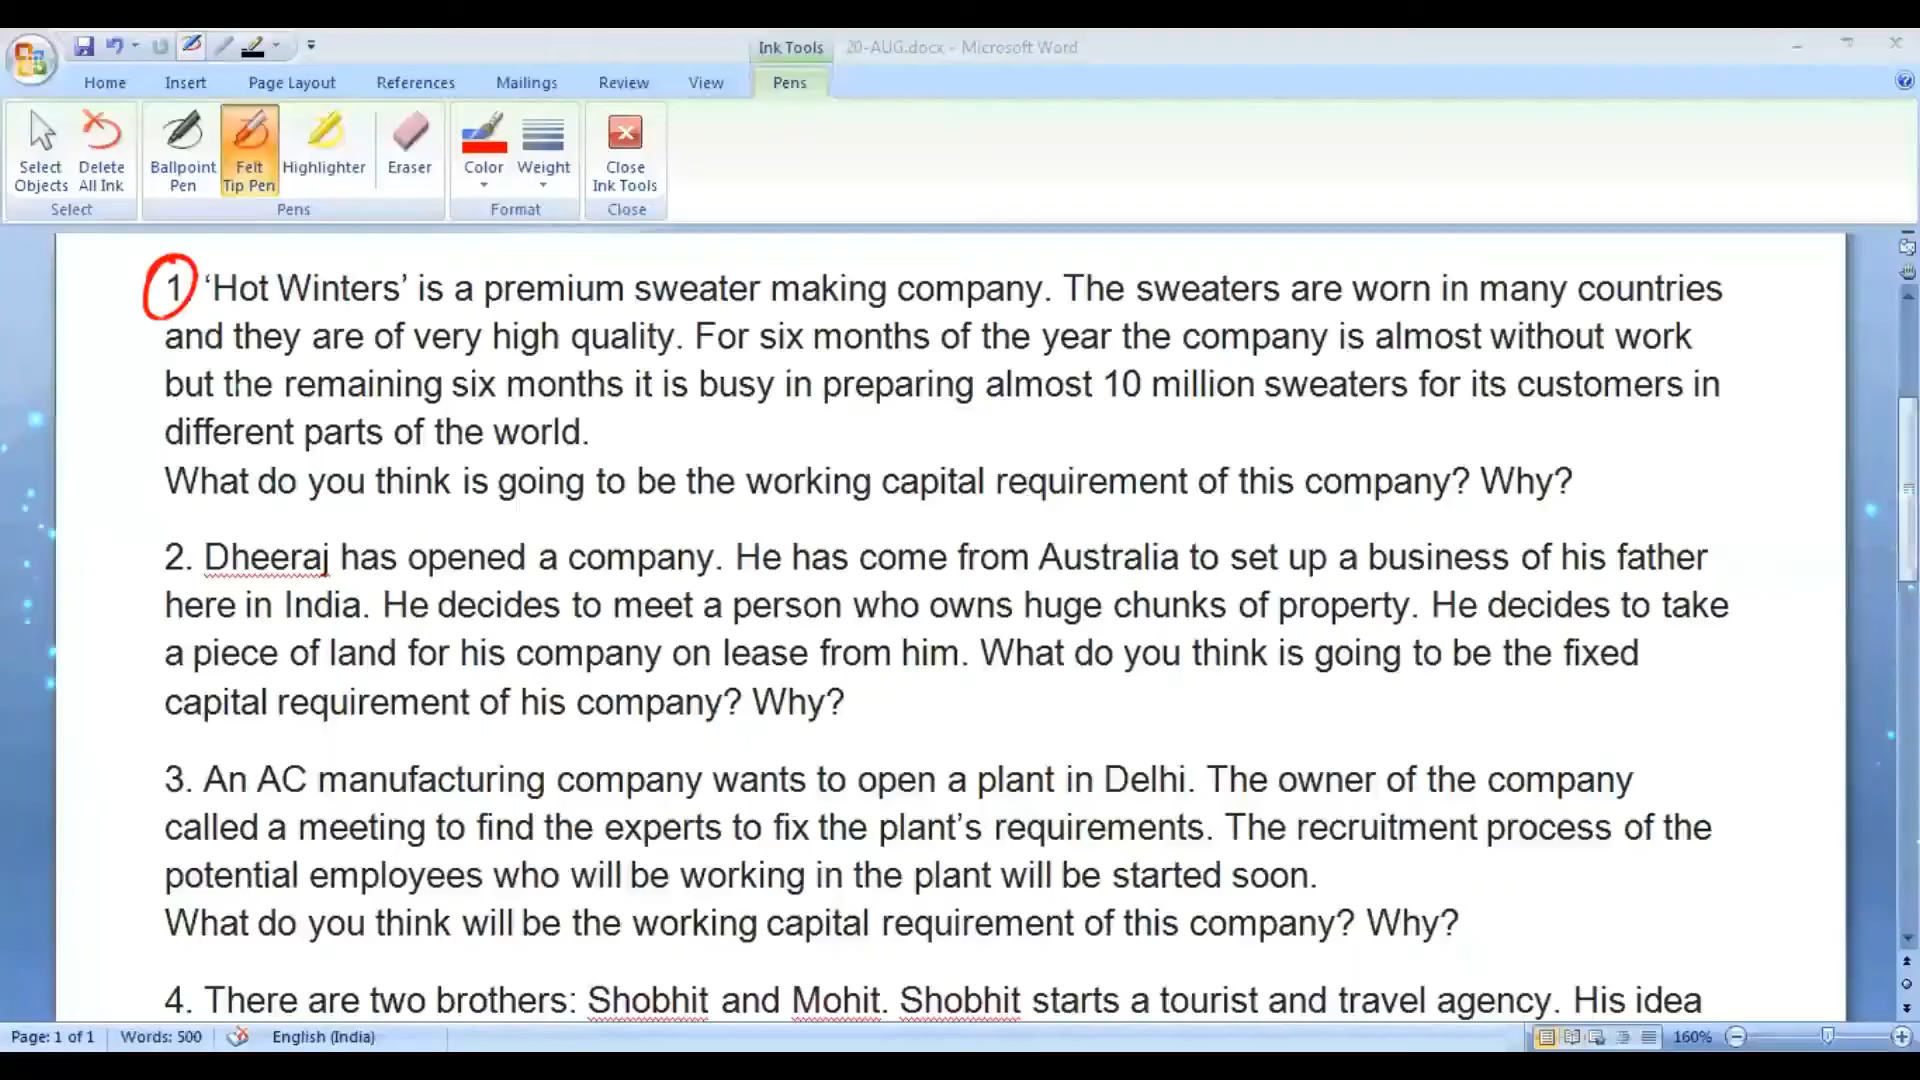 Ink Tools 20-AUG.docx - Microsoft Word
Home Insert Page Layout References Mailings Review View Pens
Select Objects
Delete All Ink
Ballpoint Pen
Felt Tip Pen
Highlighter
Eraser
Color
Weight
Close Ink Tools
Select Pens Format Close
1. ‘Hot Winters’ is a premium sweater making company. The sweaters are worn in many countries
and they are of very high quality. For six months of the year the company is almost without work
but the remaining six months it is busy in preparing almost 10 million sweaters for its customers in
different parts of the world.
What do you think is going to be the working capital requirement of this company? Why?
2. Dheeraj has opened a company. He has come from Australia to set up a business of his father
here in India. He decides to meet a person who owns huge chunks of property. He decides to take
a piece of land for his company on lease from him. What do you think is going to be the fixed
capital requirement of his company? Why?
3. An AC manufacturing company wants to open a plant in Delhi. The owner of the company
called a meeting to find the experts to fix the plant’s requirements. The recruitment process of the
potential employees who will be working in the plant will be started soon.
What do you think will be the working capital requirement of this company? Why?
4. There are two brothers: Shobhit and Mohit. Shobhit starts a tourist and travel agency. His idea
Page: 1 of 1 Words: 500 English (India) 160%